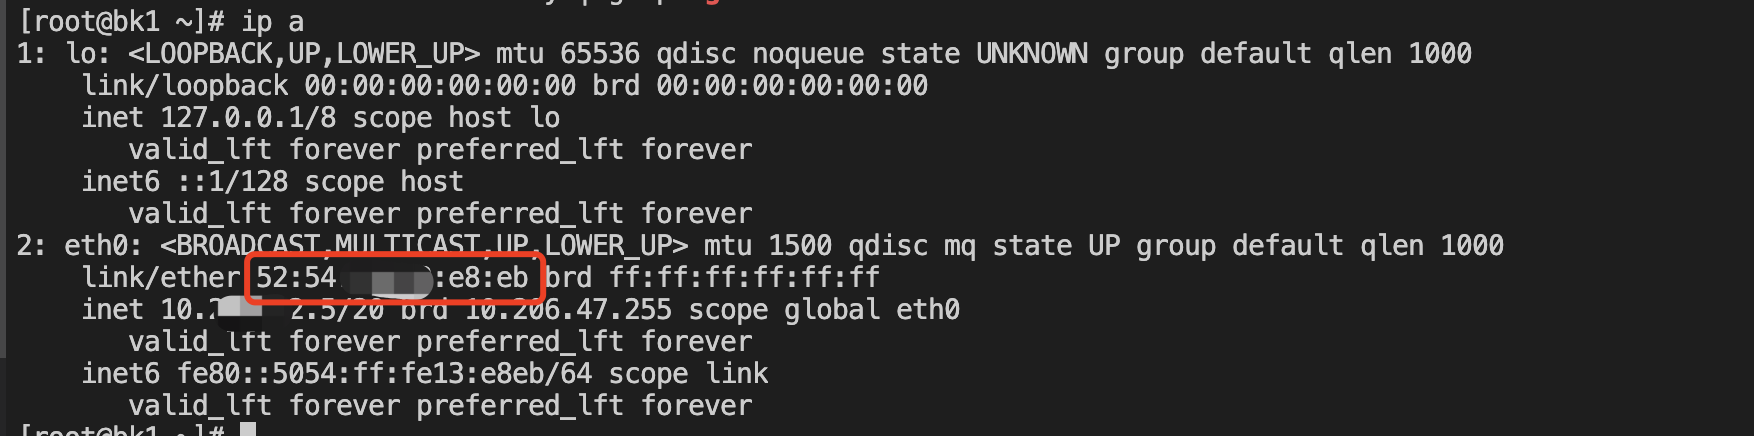 [root@bk1 ~]# ip a
1: lo: <LOOPBACK,UP,LOWER_UP> mtu 65536 qdisc noqueue state UNKNOWN group default qlen 1000
link/loopback 00:00:00:00:00:00 brd 00:00:00:00:00:00
inet 127.0.0.1/8 scope host lo
valid_lft forever preferred_lft forever
inet6 ::1/128 scope host
valid_lft forever preferred_lft forever
2: eth0: <BROADCAST,MULTICAST,UP,LOWER_UP> mtu 1500 qdisc mq state UP group default qlen 1000
link/ether 52:54 :e8:eb brd ff:ff:ff:ff:ff:ff
inet 10.2 2.5/20 brd 10.206.47.255 scope global eth0
valid_lft forever preferred_lft forever
inet6 fe80::5054:ff:fe13:e8eb/64 scope link
valid_lft forever preferred_lft forever
[root@bk1 ~]#